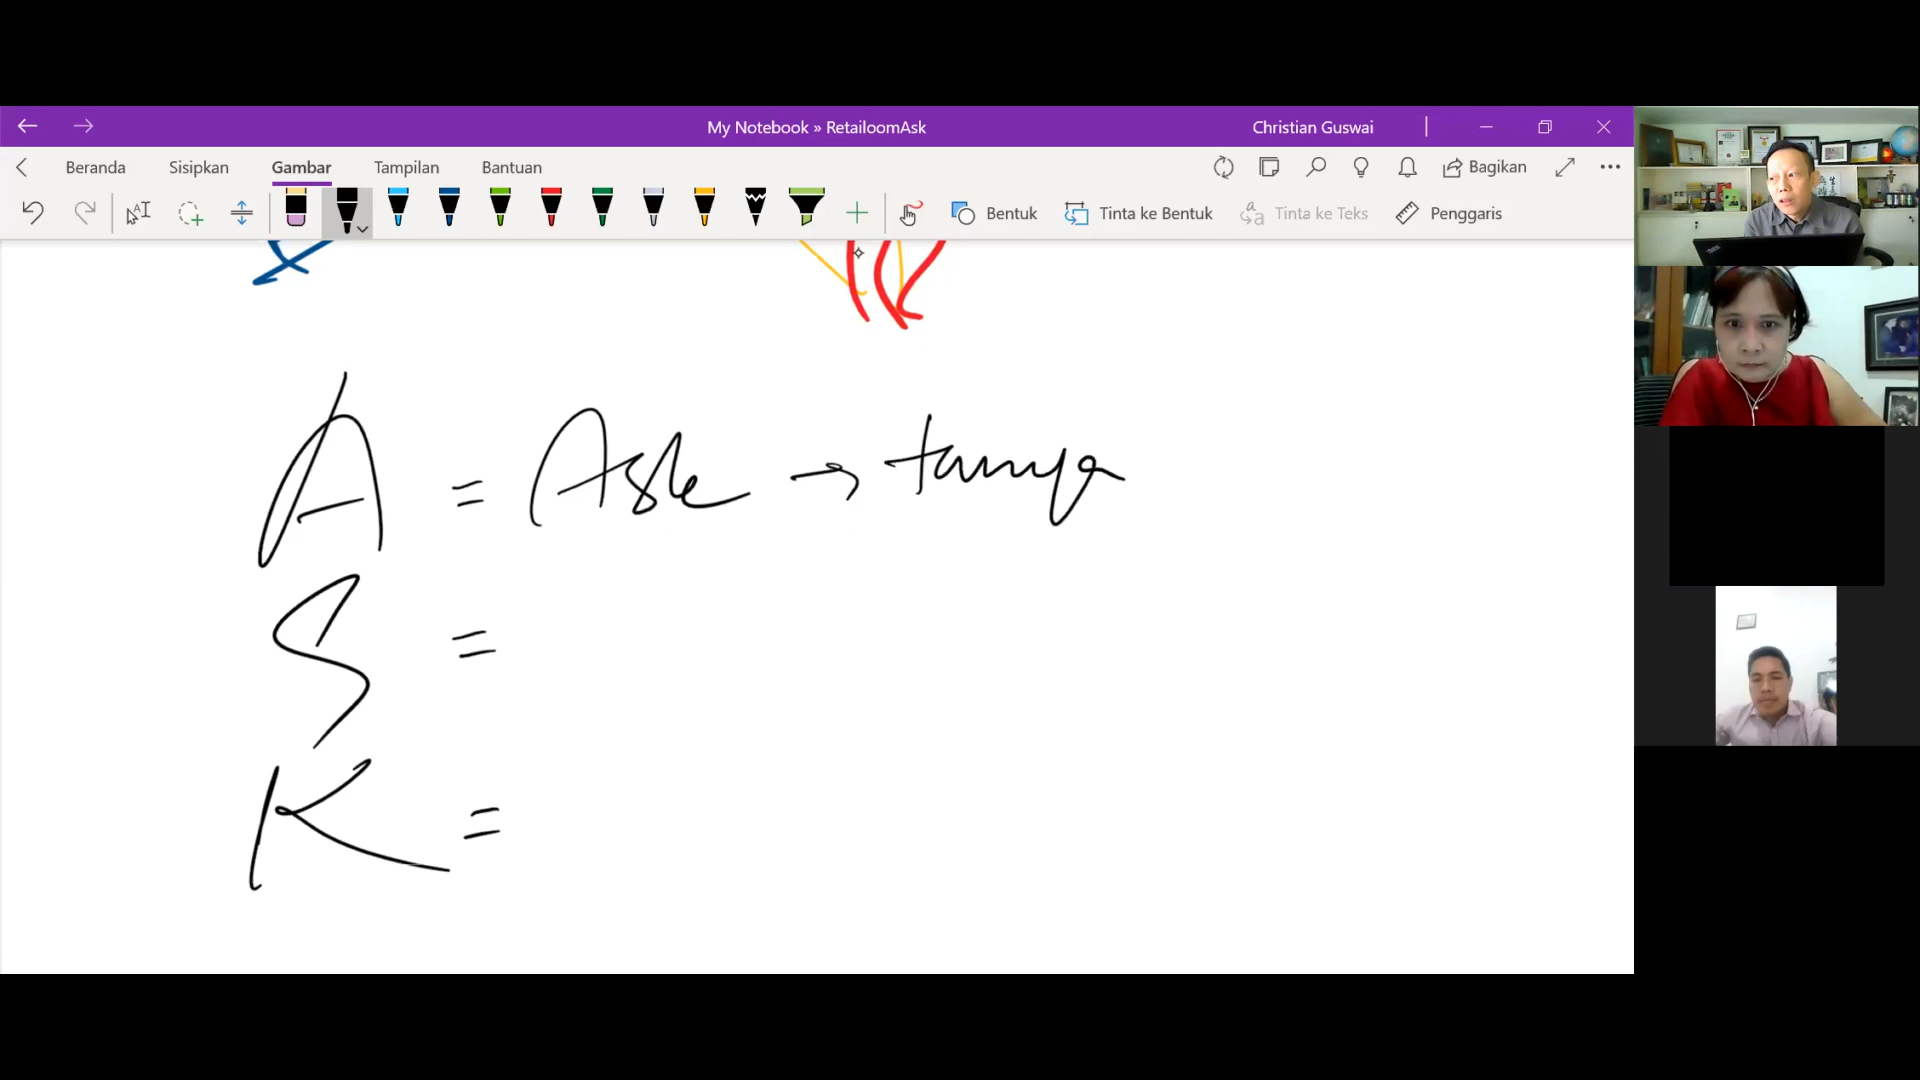 My Notebook » RetailoomAsk
Christian Guswai
Beranda Sisipkan Gambar Tampilan Bantuan Bagikan
Bentuk Tinta ke Bentuk Tinta ke Teks Penggaris
A = Ask → tanya
S =
K =